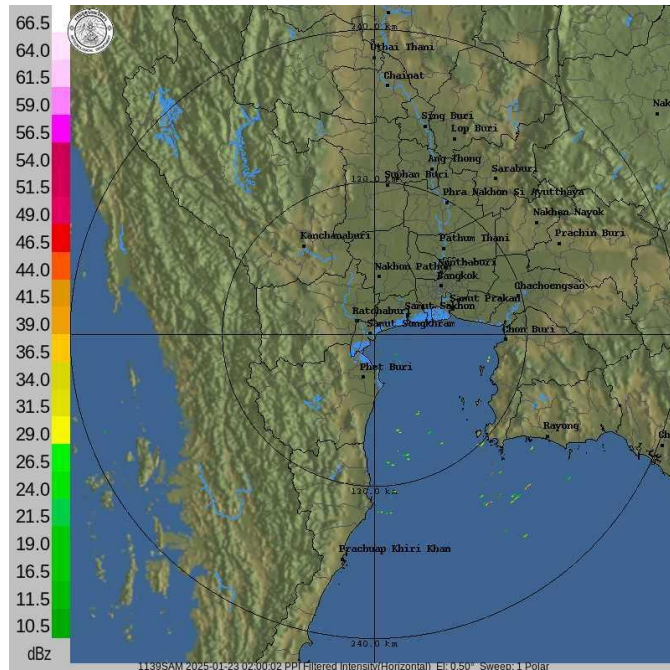 66.5
64.0
61.5
59.0
56.5
54.0
51.5
49.0
46.5
44.0
41.5
39.0
36.5
34.0
31.5
29.0
26.5
24.0
21.5
19.0
16.5
13.0
11.5
10.5
dBz
240.0 km
Uthai Thani
Chainat
Nak
Sing Buri
Lop Buri
Ang Thong
Saraburi
120.0 km
Suphan Buri
Phra Nakhon Si Ayutthaya
Nakhon Nayok
Kanchanaburi
Pathum Thani
Prachin Buri
Nonthaburi
Nakhon Pathom
Bangkok
Chachoengsao
Samut Prakan
Samut Sakhon
Ratchaburi
Samut Songkhram
Chon Buri
Phet Buri
Rayong
Ch
120.0 km
Prachuap Khiri Khan
240.0 km
1139SAM 2025-01-23 02:00:02 PPI Filtered Intensity(Horizontal) El: 0.50° Sweep: 1 Polar